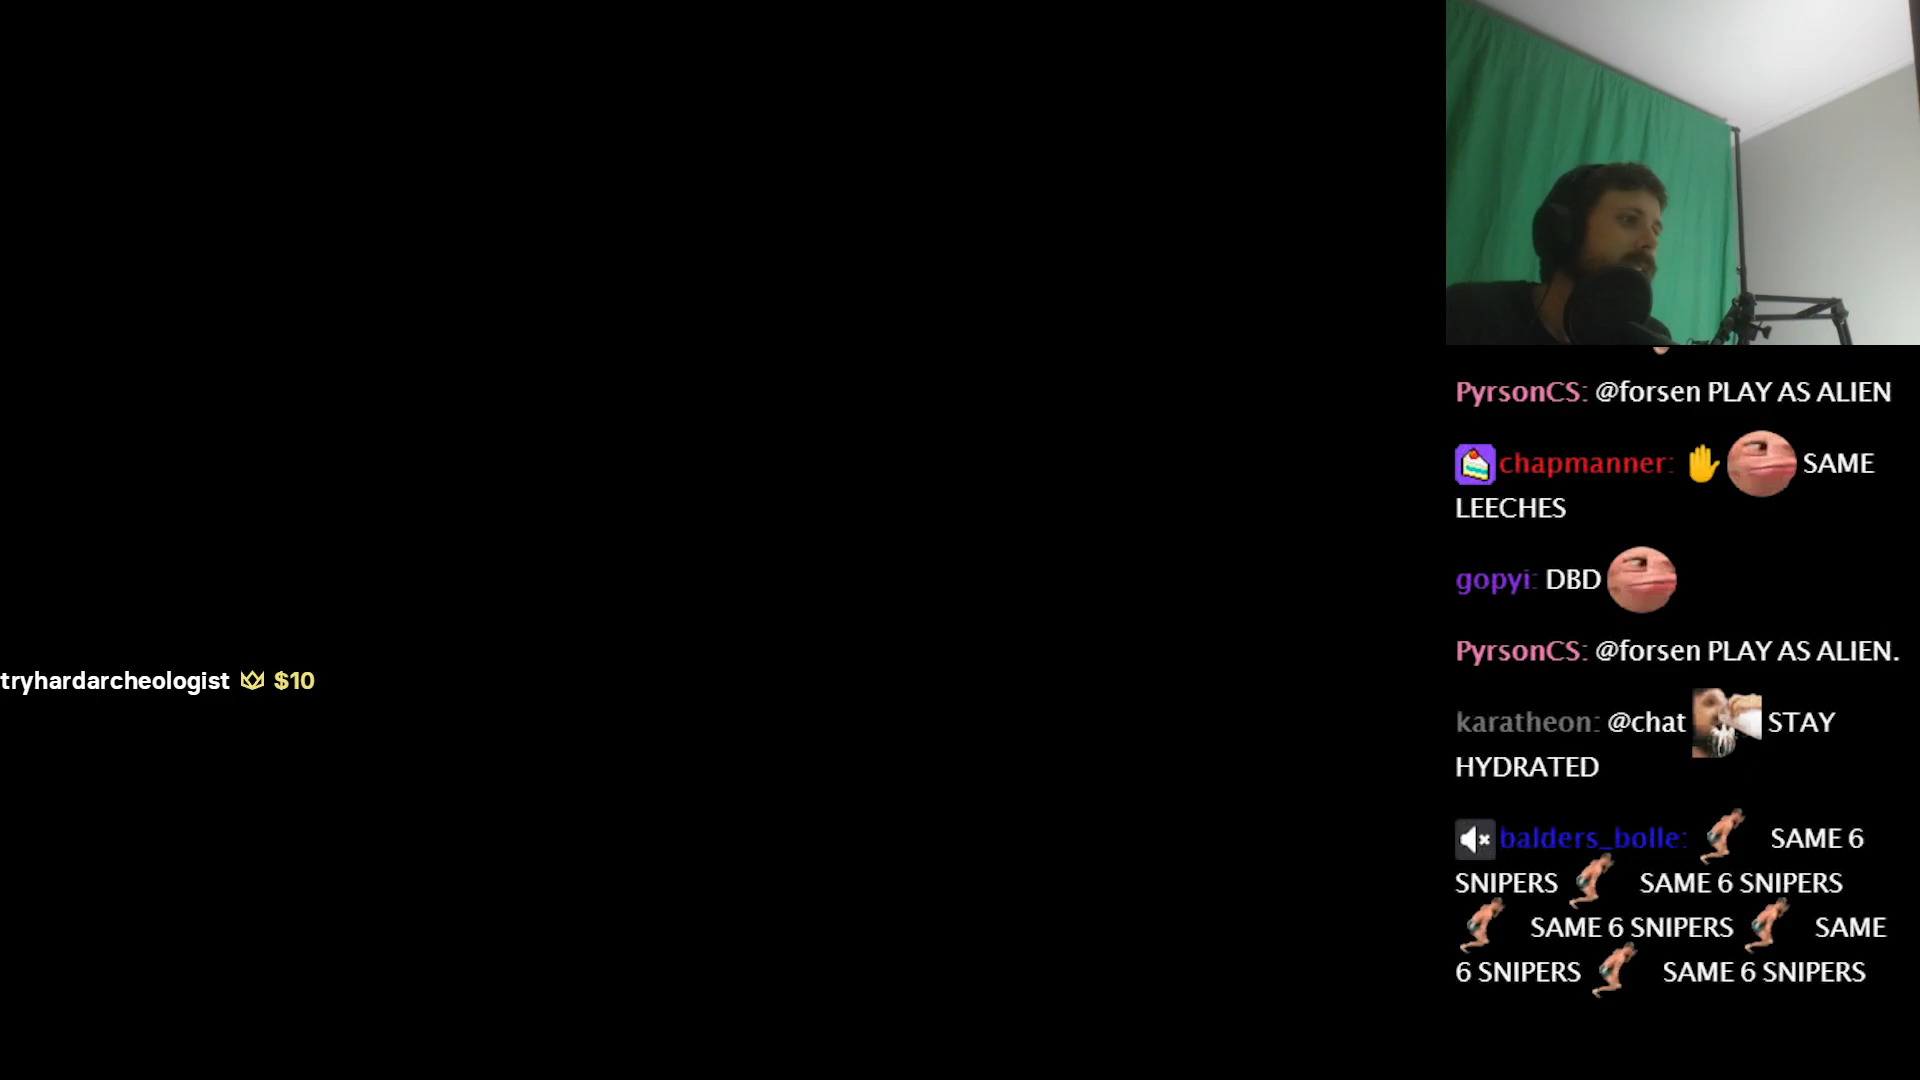 PyrsonCS: @forsen PLAY AS ALIEN
chapmanner: SAME
LEECHES
gopyi: DBD
PyrsonCS: @forsen PLAY AS ALIEN.
tryhardarcheologist $10
karatheon: @chat STAY
HYDRATED
balders_bolle: SAME 6
SNIPERS SAME 6 SNIPERS
SAME 6 SNIPERS SAME
6 SNIPERS SAME 6 SNIPERS